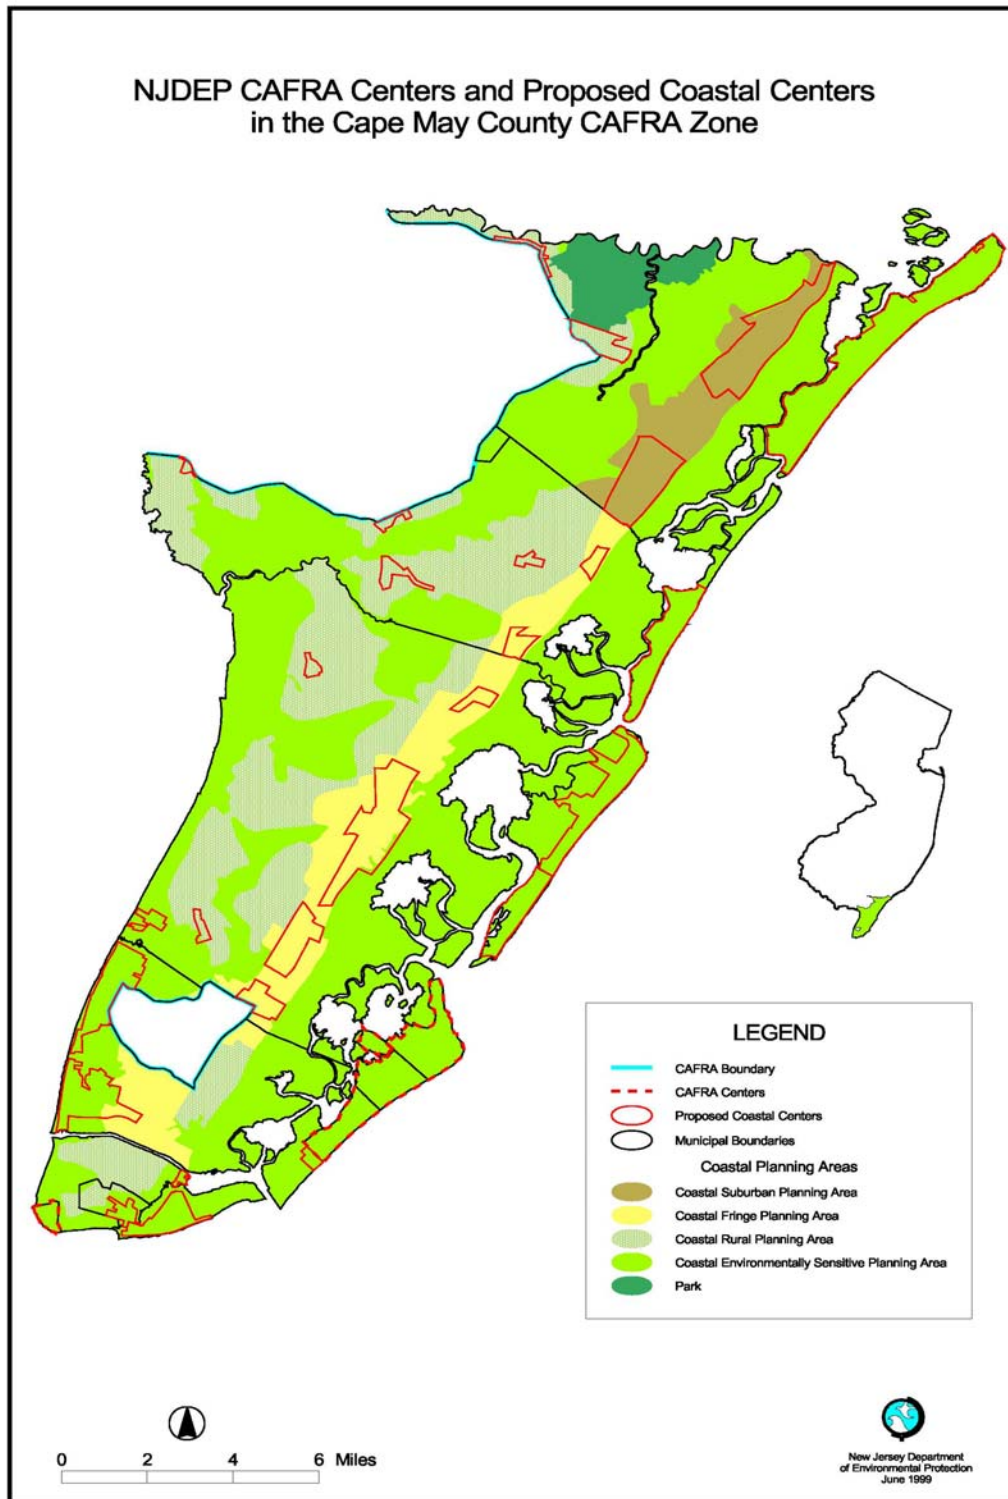 NJDEP CAFRA Centers and Proposed Coastal Centers
in the Cape May County CAFRA Zone
LEGEND
CAFRA Boundary
CAFRA Centers
Proposed Coastal Centers
Municipal Boundaries
Coastal Planning Areas
Coastal Suburban Planning Area
Coastal Fringe Planning Area
Coastal Rural Planning Area
Coastal Environmentally Sensitive Planning Area
Park
0 2 4 6 Miles
New Jersey Department
of Environmental Protection
June 1999